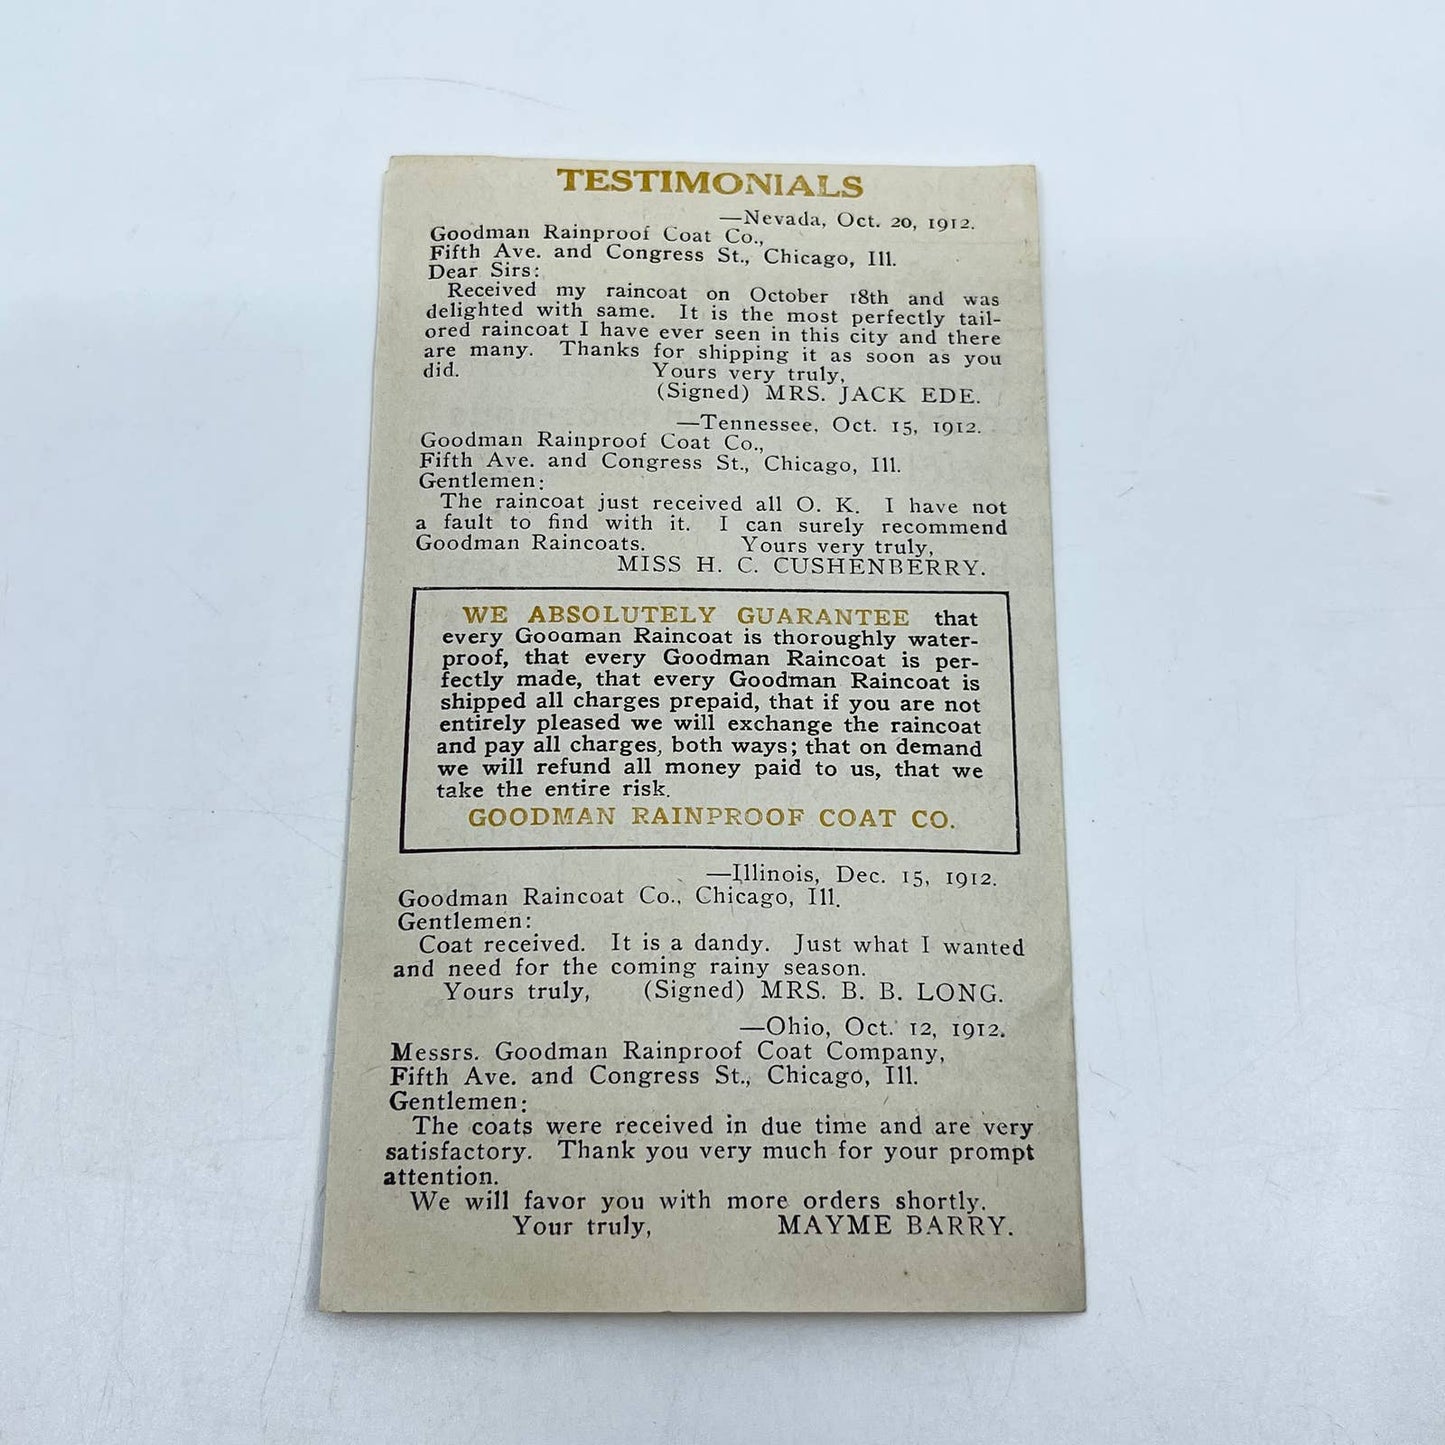 TESTIMONIALS
—Nevada, Oct. 20, 1912.
Goodman Rainproof Coat Co.,
Fifth Ave. and Congress St., Chicago, Ill.
Dear Sirs:
Received my raincoat on October 18th and was
delighted with same. It is the most perfectly tail-
ored raincoat I have ever seen in this city and there
are many. Thanks for shipping it as soon as you
did. Yours very truly,
(Signed) MRS. JACK EDE.
—Tennessee, Oct. 15, 1912.
Goodman Rainproof Coat Co.,
Fifth Ave. and Congress St., Chicago, Ill.
Gentlemen:
The raincoat just received all O. K. I have not
a fault to find with it. I can surely recommend
Goodman Raincoats. Yours very truly,
MISS H. C. CUSHENBERRY.
WE ABSOLUTELY GUARANTEE that
every Goodman Raincoat is thoroughly water-
proof, that every Goodman Raincoat is per-
fectly made, that every Goodman Raincoat is
shipped all charges prepaid, that if you are not
entirely pleased we will exchange the raincoat
and pay all charges, both ways; that on demand
we will refund all money paid to us, that we
take the entire risk.
GOODMAN RAINPROOF COAT CO.
—Illinois, Dec. 15, 1912.
Goodman Raincoat Co., Chicago, Ill.
Gentlemen:
Coat received. It is a dandy. Just what I wanted
and need for the coming rainy season.
Yours truly, (Signed) MRS. B. B. LONG.
—Ohio, Oct. 12, 1912.
Messrs. Goodman Rainproof Coat Company,
Fifth Ave. and Congress St., Chicago, Ill.
Gentlemen:
The coats were received in due time and are very
satisfactory. Thank you very much for your prompt
attention.
We will favor you with more orders shortly.
Your truly, MAYME BARRY.